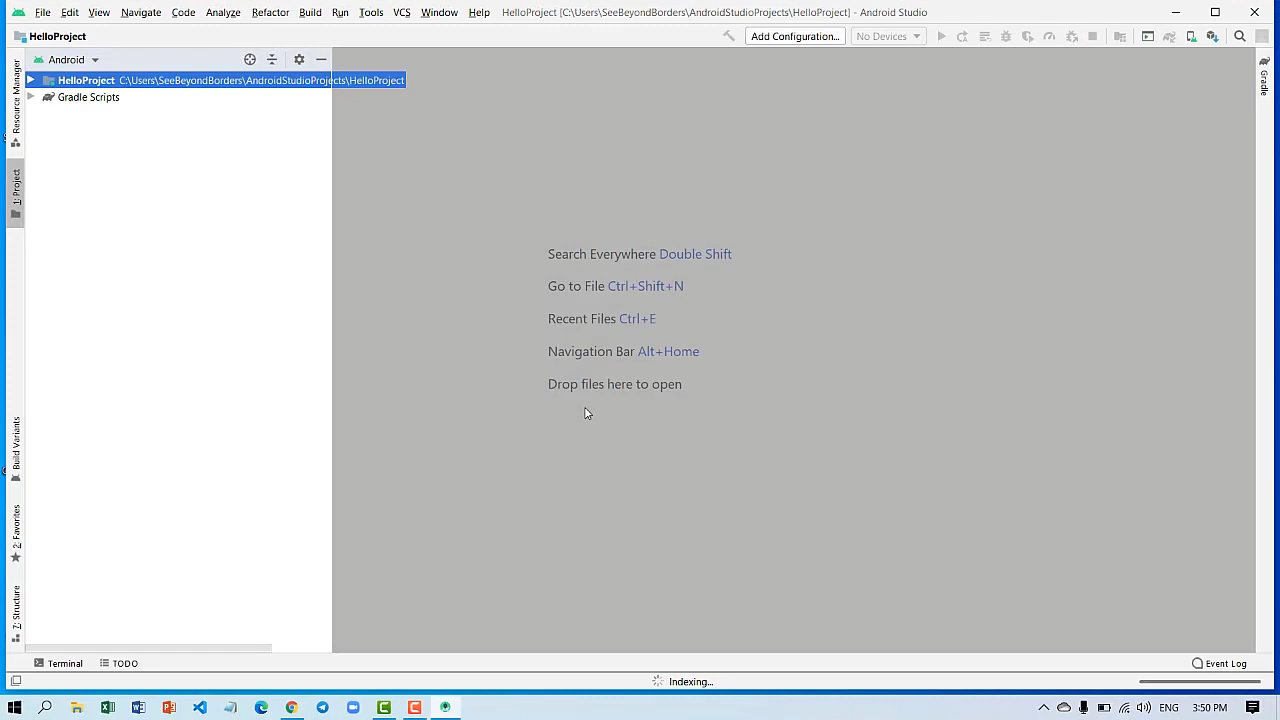 File Edit View Navigate Code Analyze Refactor Build Run Tools VCS Window Help HelloProject [C:\Users\SeeBeyondBorders\AndroidStudioProjects\HelloProject] - Android Studio
HelloProject
Add Configuration...
No Devices
Android
HelloProject C:\Users\SeeBeyondBorders\AndroidStudioProjects\HelloProject
Gradle Scripts
Resource Manager
1: Project
Build Variants
2: Favorites
7: Structure
Gradle
Search Everywhere Double Shift
Go to File Ctrl+Shift+N
Recent Files Ctrl+E
Navigation Bar Alt+Home
Drop files here to open
Terminal
TODO
Event Log
Indexing...
ENG
3:50 PM